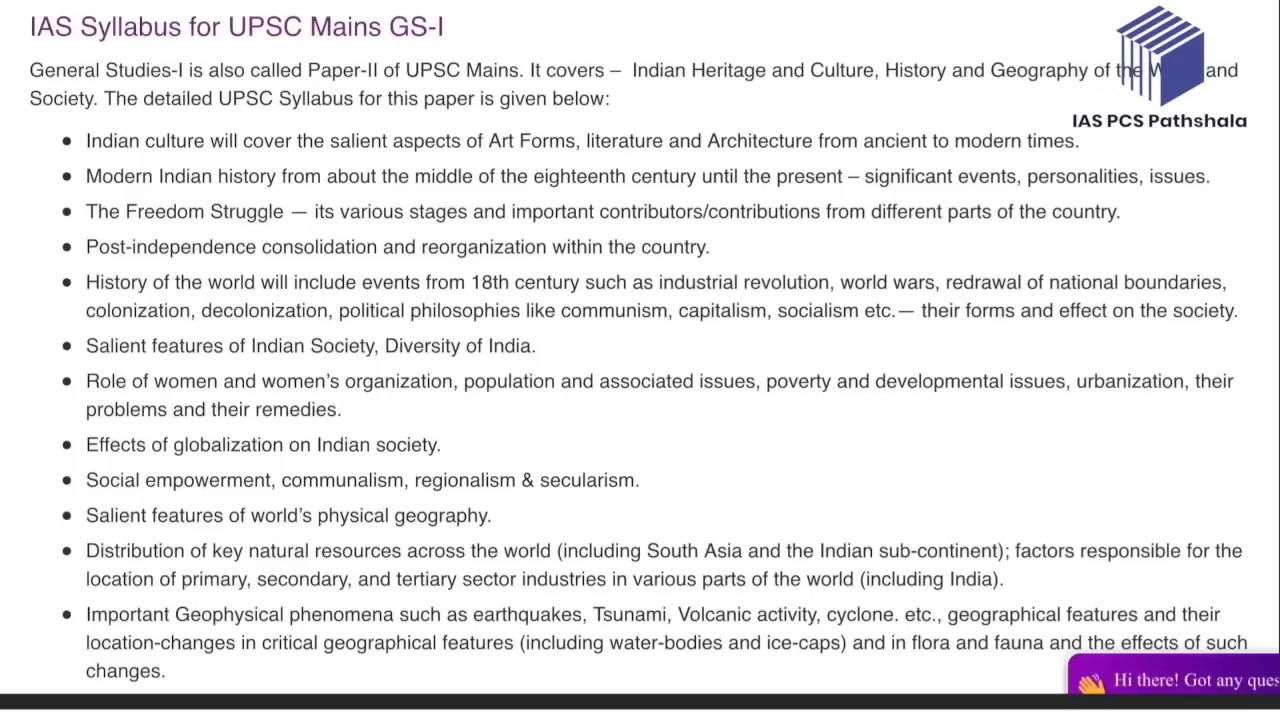 IAS Syllabus for UPSC Mains GS-I
General Studies-I is also called Paper-II of UPSC Mains. It covers – Indian Heritage and Culture, History and Geography of the and
Society. The detailed UPSC Syllabus for this paper is given below:
IAS PCS Pathshala
● Indian culture will cover the salient aspects of Art Forms, literature and Architecture from ancient to modern times.
● Modern Indian history from about the middle of the eighteenth century until the present – significant events, personalities, issues.
● The Freedom Struggle — its various stages and important contributors/contributions from different parts of the country.
● Post-independence consolidation and reorganization within the country.
● History of the world will include events from 18th century such as industrial revolution, world wars, redrawal of national boundaries,
colonization, decolonization, political philosophies like communism, capitalism, socialism etc.— their forms and effect on the society.
● Salient features of Indian Society, Diversity of India.
● Role of women and women’s organization, population and associated issues, poverty and developmental issues, urbanization, their
problems and their remedies.
● Effects of globalization on Indian society.
● Social empowerment, communalism, regionalism & secularism.
● Salient features of world’s physical geography.
● Distribution of key natural resources across the world (including South Asia and the Indian sub-continent); factors responsible for the
location of primary, secondary, and tertiary sector industries in various parts of the world (including India).
● Important Geophysical phenomena such as earthquakes, Tsunami, Volcanic activity, cyclone. etc., geographical features and their
location-changes in critical geographical features (including water-bodies and ice-caps) and in flora and fauna and the effects of such
changes.
👋 Hi there! Got any ques